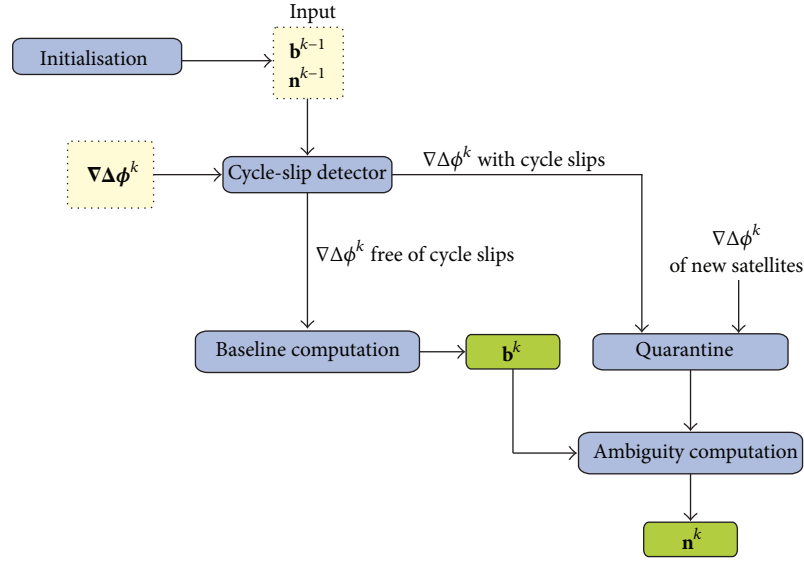 Input
Initialisation
b^{k−1}
n^{k−1}
∇Δϕ^k
Cycle-slip detector
∇Δϕ^k with cycle slips
∇Δϕ^k free of cycle slips
∇Δϕ^k
of new satellites
Baseline computation
b^k
Quarantine
Ambiguity computation
n^k